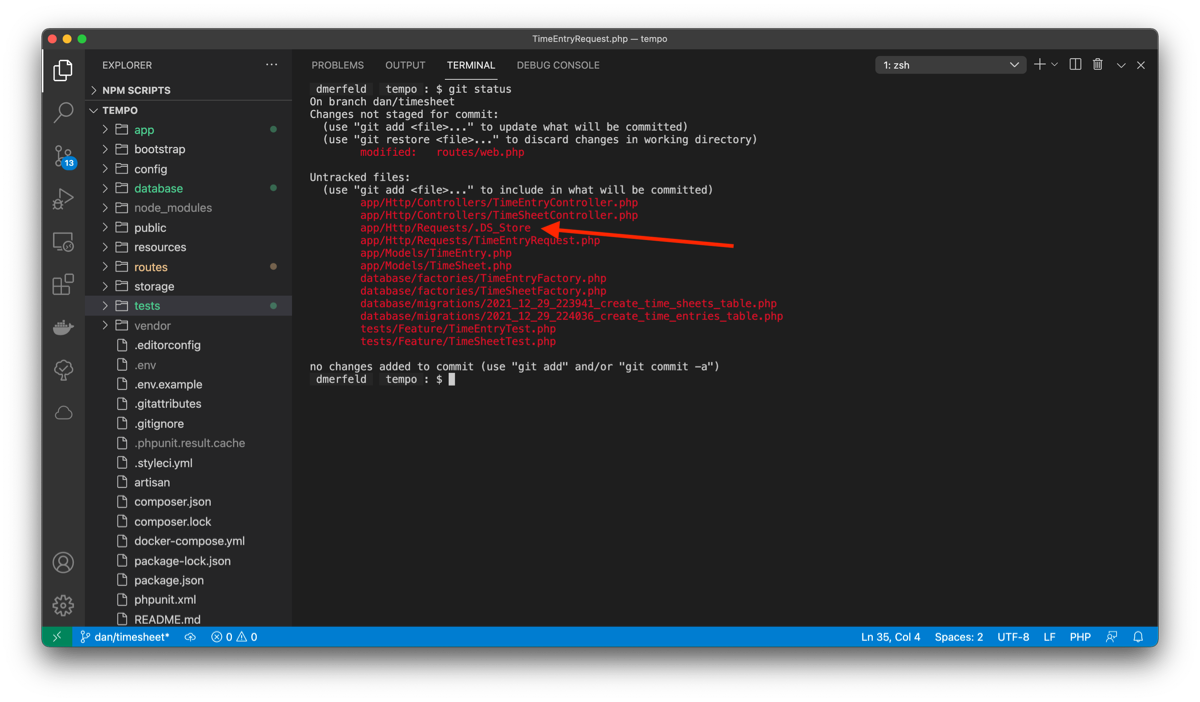 TimeEntryRequest.php — tempo
EXPLORER
NPM SCRIPTS
TEMPO
app
bootstrap
config
database
node_modules
public
resources
routes
storage
tests
vendor
.editorconfig
.env
.env.example
.gitattributes
.gitignore
.phpunit.result.cache
.styleci.yml
artisan
composer.json
composer.lock
docker-compose.yml
package-lock.json
package.json
phpunit.xml
README.md
13
PROBLEMS OUTPUT TERMINAL DEBUG CONSOLE 1: zsh
dmerfeld tempo : $ git status
On branch dan/timesheet
Changes not staged for commit:
(use "git add <file>..." to update what will be committed)
(use "git restore <file>..." to discard changes in working directory)
modified: routes/web.php
Untracked files:
(use "git add <file>..." to include in what will be committed)
app/Http/Controllers/TimeEntryController.php
app/Http/Controllers/TimeSheetController.php
app/Http/Requests/.DS_Store
app/Http/Requests/TimeEntryRequest.php
app/Models/TimeEntry.php
app/Models/TimeSheet.php
database/factories/TimeEntryFactory.php
database/factories/TimeSheetFactory.php
database/migrations/2021_12_29_223941_create_time_sheets_table.php
database/migrations/2021_12_29_224036_create_time_entries_table.php
tests/Feature/TimeEntryTest.php
tests/Feature/TimeSheetTest.php
no changes added to commit (use "git add" and/or "git commit -a")
dmerfeld tempo : $
dan/timesheet* 0 0 Ln 35, Col 4 Spaces: 2 UTF-8 LF PHP